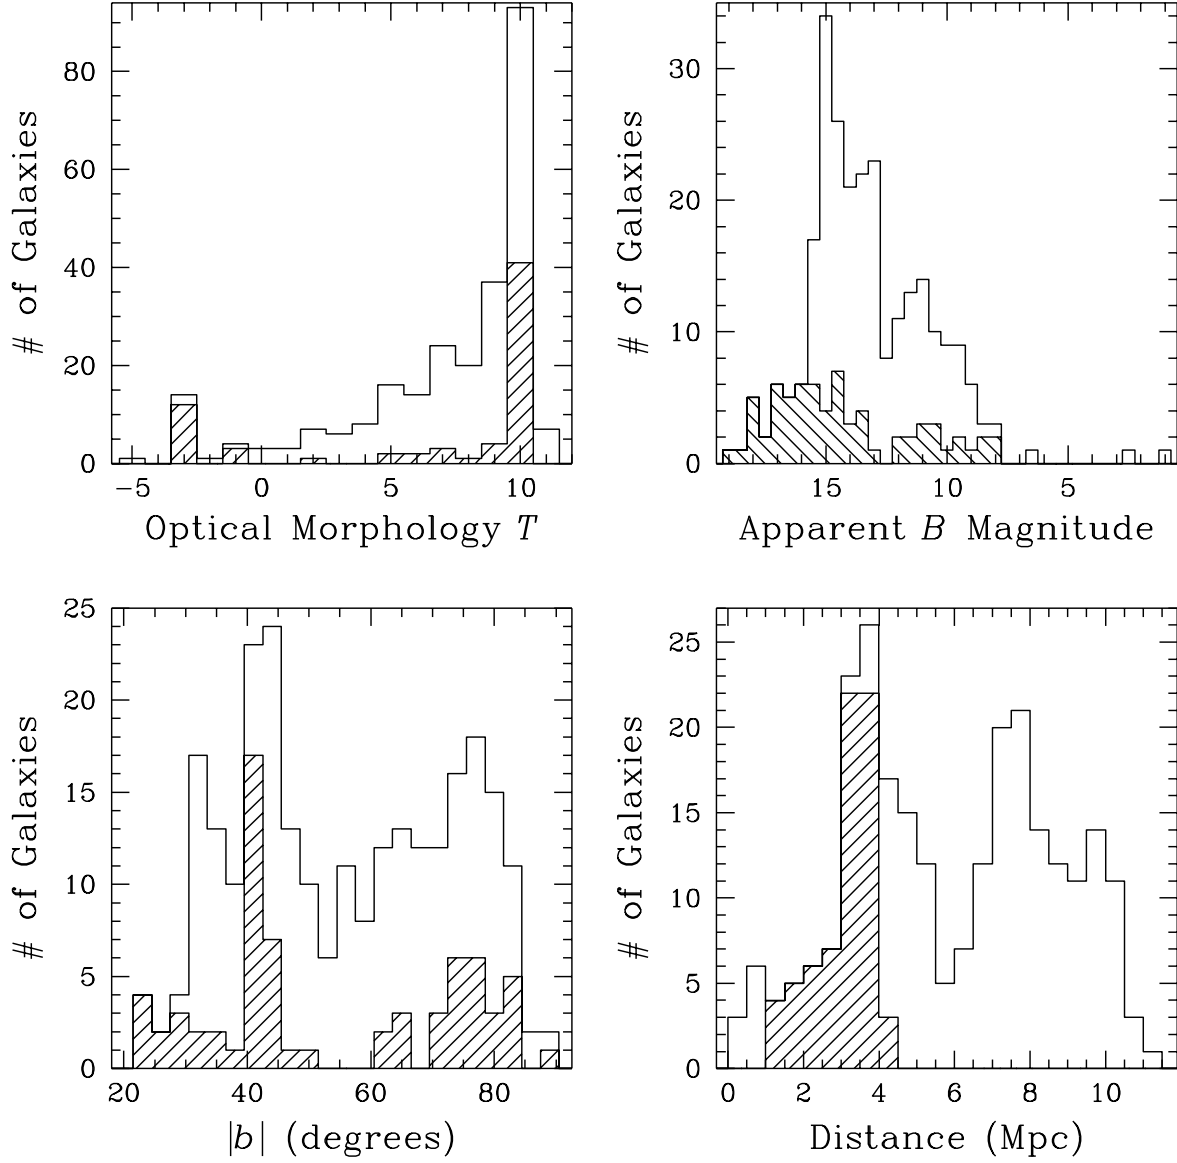 # of Galaxies
80
60
40
20
0
−5 0 5 10
Optical Morphology T
# of Galaxies
30
20
10
0
15 10 5
Apparent B Magnitude
# of Galaxies
25
20
15
10
5
0
20 40 60 80
|b| (degrees)
# of Galaxies
25
20
15
10
5
0
0 2 4 6 8 10
Distance (Mpc)